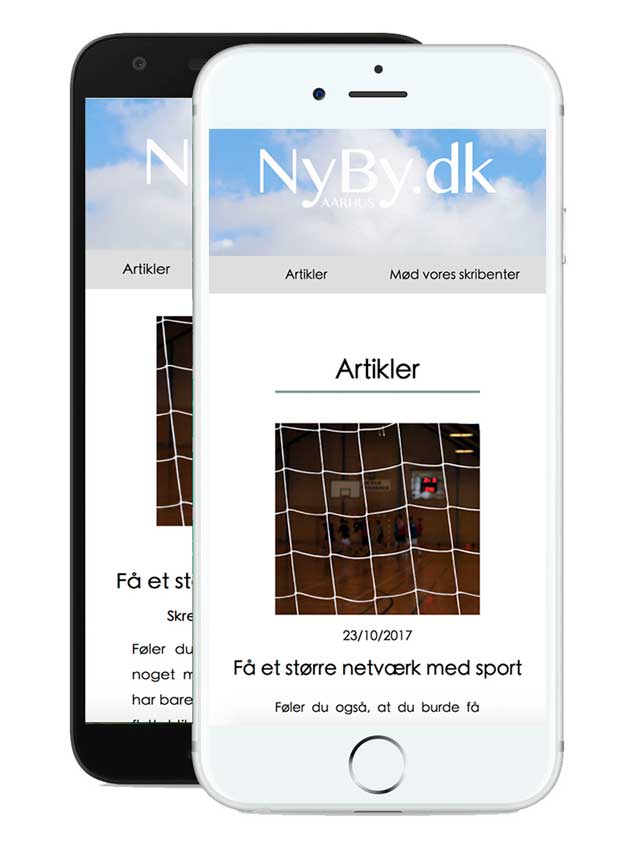 N
Artikler
Få et st
Skre
Føler du
noget m
har bare
NyBy.dk
AARHUS
Artikler
Mød vores skribenter
Artikler
23/10/2017
Få et større netværk med sport
Føler du også, at du burde få